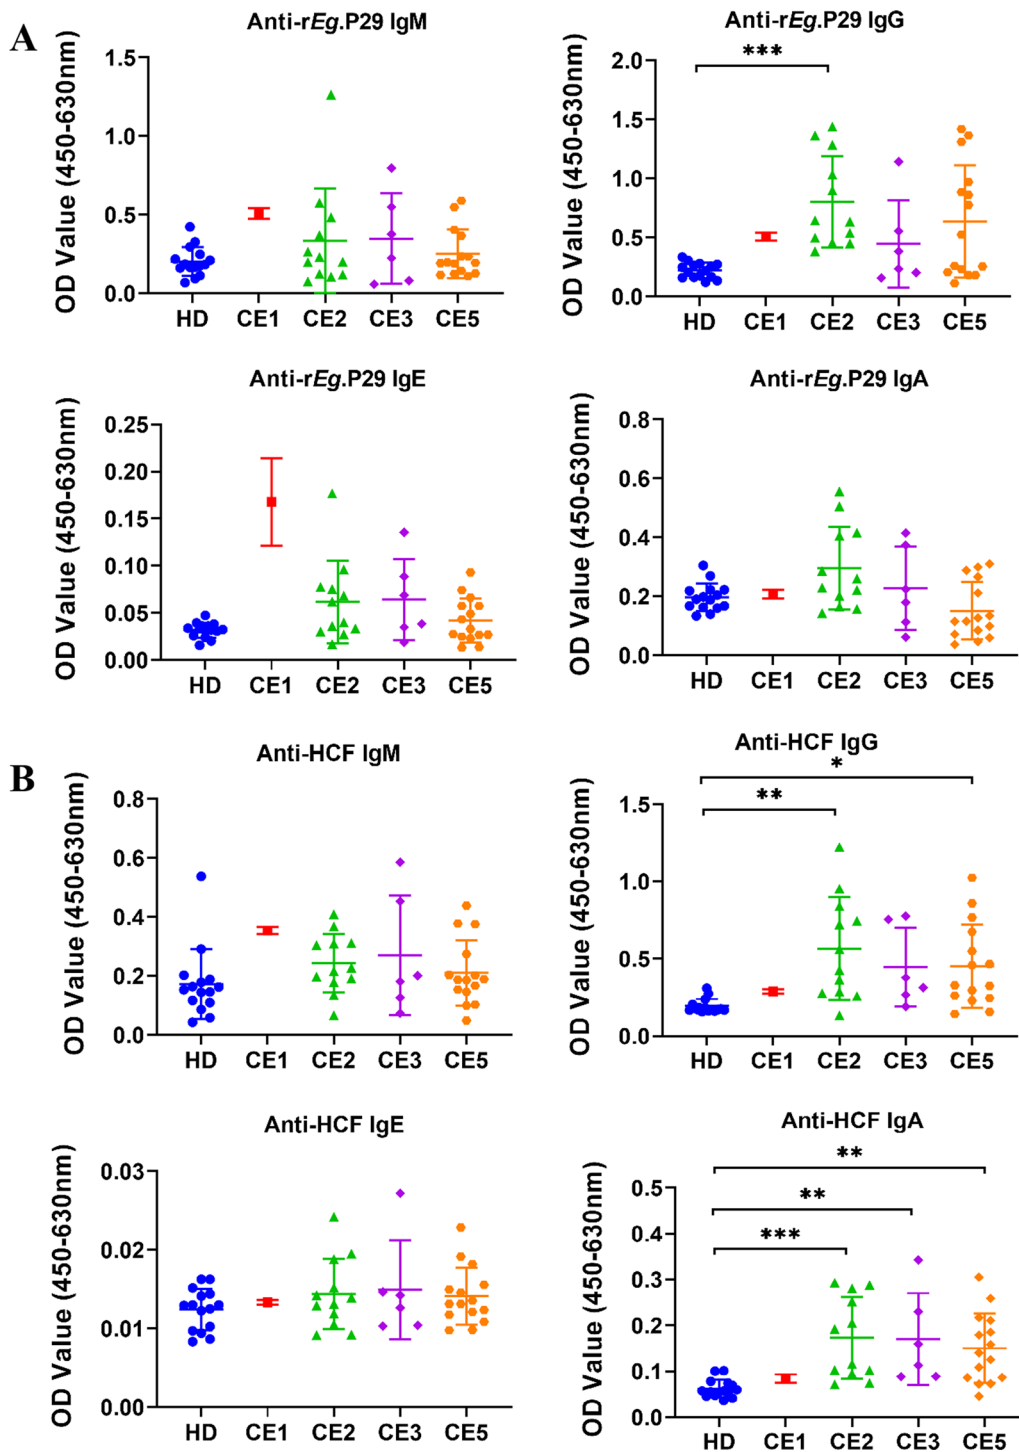 A
Anti-rEg.P29 IgM
OD Value (450-630nm)
1.5
1.0
0.5
0.0
HD CE1 CE2 CE3 CE5
Anti-rEg.P29 IgG
OD Value (450-630nm)
***
2.0
1.5
1.0
0.5
0.0
HD CE1 CE2 CE3 CE5
Anti-rEg.P29 IgE
OD Value (450-630nm)
0.25
0.20
0.15
0.10
0.05
0.00
HD CE1 CE2 CE3 CE5
Anti-rEg.P29 IgA
OD Value (450-630nm)
0.8
0.6
0.4
0.2
0.0
HD CE1 CE2 CE3 CE5
B
Anti-HCF IgM
OD Value (450-630nm)
0.8
0.6
0.4
0.2
0.0
HD CE1 CE2 CE3 CE5
Anti-HCF IgG
OD Value (450-630nm)
*
**
1.5
1.0
0.5
0.0
HD CE1 CE2 CE3 CE5
Anti-HCF IgE
OD Value (450-630nm)
0.03
0.02
0.01
0.00
HD CE1 CE2 CE3 CE5
Anti-HCF IgA
OD Value (450-630nm)
**
**
***
0.5
0.4
0.3
0.2
0.1
0.0
HD CE1 CE2 CE3 CE5